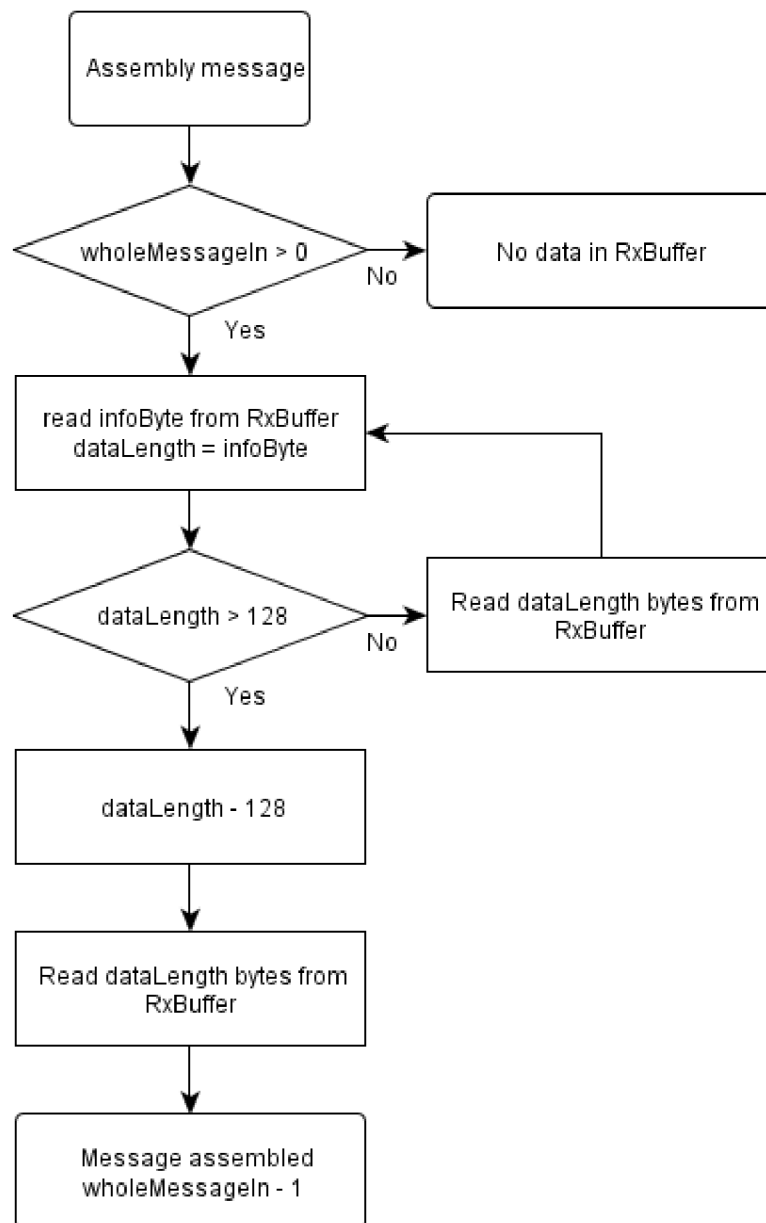 Assembly message
wholeMessageIn > 0
No
No data in RxBuffer
Yes
read infoByte from RxBuffer
dataLength = infoByte
dataLength > 128
No
Read dataLength bytes from
RxBuffer
Yes
dataLength - 128
Read dataLength bytes from
RxBuffer
Message assembled
wholeMessageIn - 1